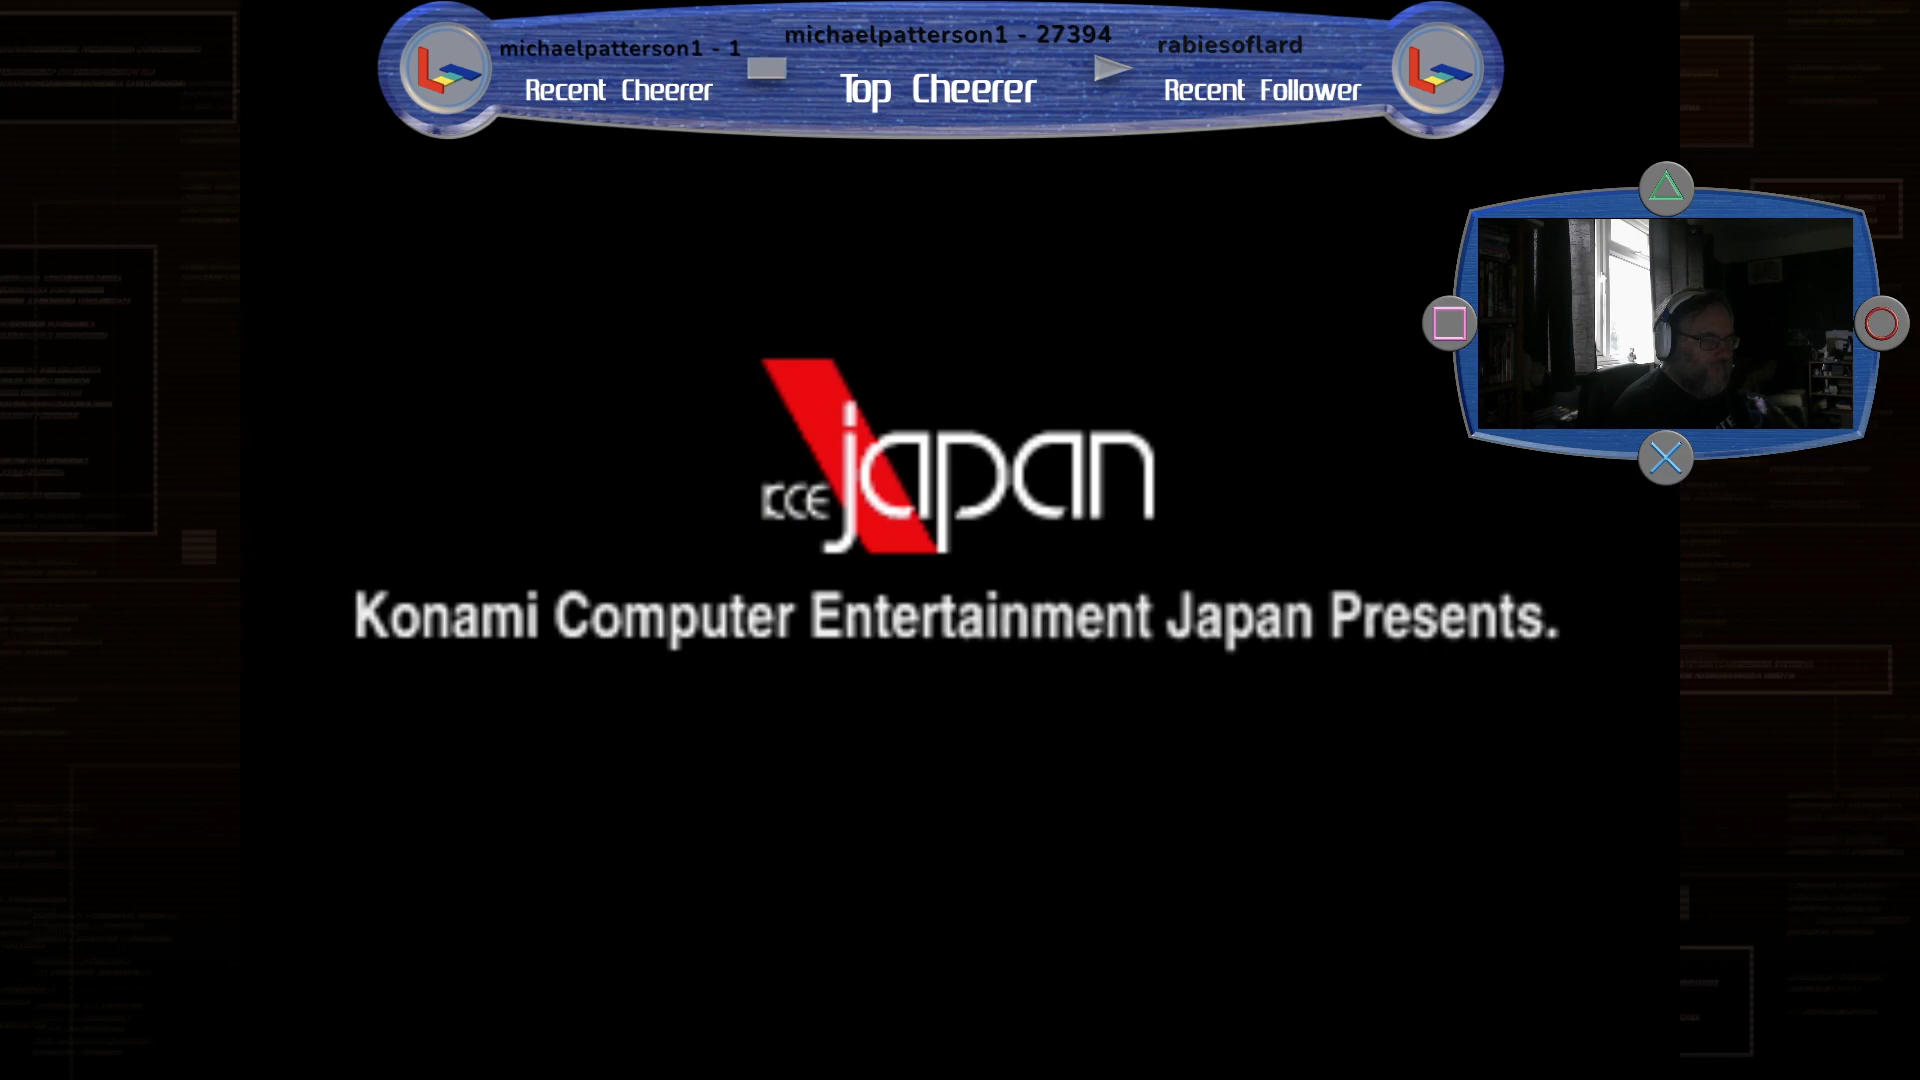 michaelpatterson1 - 1
michaelpatterson1 - 27394
rabiesoflard
Recent Cheerer
Top Cheerer
Recent Follower
KCE japan
Konami Computer Entertainment Japan Presents.